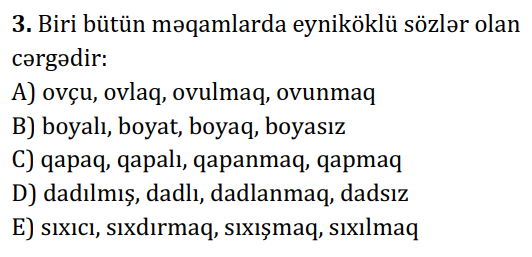 3. Biri bütün məqamlarda eyniköklü sözlər olan
cərgədir:
A) ovçu, ovlaq, ovulmaq, ovunmaq
B) boyalı, boyat, boyaq, boyasız
C) qapaq, qapalı, qapanmaq, qapmaq
D) dadılmış, dadlı, dadlanmaq, dadsız
E) sıxıcı, sıxdırmaq, sıxışmaq, sıxılmaq